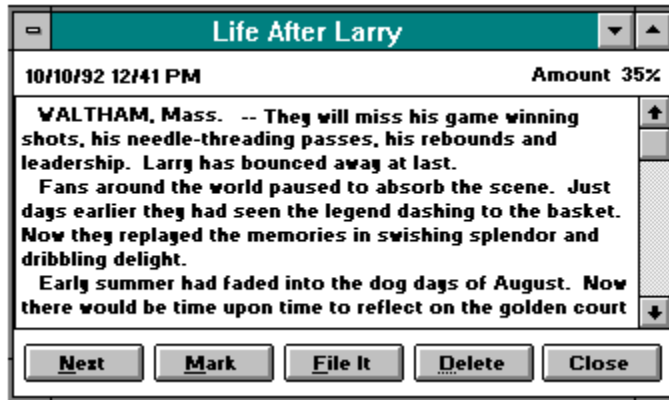 Life After Larry
10/10/92 12/41 PM Amount 35%
WALTHAM, Mass. -- They will miss his game winning
shots, his needle-threading passes, his rebounds and
leadership. Larry has bounced away at last.
Fans around the world paused to absorb the scene. Just
days earlier they had seen the legend dashing to the basket.
Now they replayed the memories in swishing splendor and
dribbling delight.
Early summer had faded into the dog days of August. Now
there would be time upon time to reflect on the golden court
Next Mark File It Delete Close